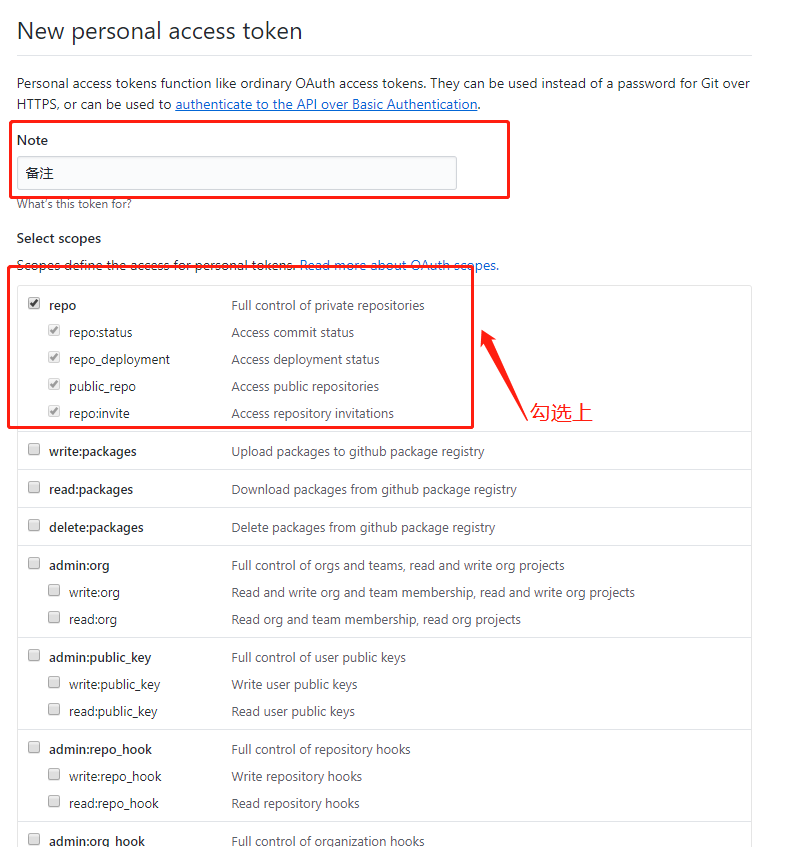 New personal access token
Personal access tokens function like ordinary OAuth access tokens. They can be used instead of a password for Git over
HTTPS, or can be used to authenticate to the API over Basic Authentication.
Note
备注
What's this token for?
Select scopes
Scopes define the access for personal tokens. Read more about OAuth scopes.
repo Full control of private repositories
repo:status Access commit status
repo_deployment Access deployment status
public_repo Access public repositories
repo:invite Access repository invitations
勾选上
write:packages Upload packages to github package registry
read:packages Download packages from github package registry
delete:packages Delete packages from github package registry
admin:org Full control of orgs and teams, read and write org projects
write:org Read and write org and team membership, read and write org projects
read:org Read org and team membership, read org projects
admin:public_key Full control of user public keys
write:public_key Write user public keys
read:public_key Read user public keys
admin:repo_hook Full control of repository hooks
write:repo_hook Write repository hooks
read:repo_hook Read repository hooks
admin:org_hook Full control of organization hooks